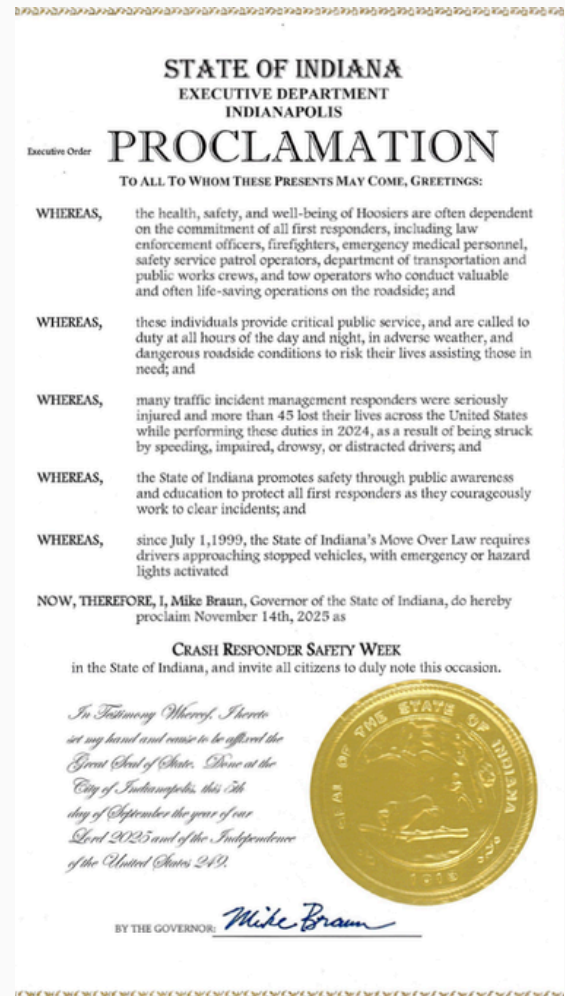 STATE OF INDIANA
EXECUTIVE DEPARTMENT
INDIANAPOLIS
Executive Order PROCLAMATION
TO ALL TO WHOM THESE PRESENTS MAY COME, GREETINGS:
WHEREAS, the health, safety, and well-being of Hoosiers are often dependent
on the commitment of all first responders, including law
enforcement officers, firefighters, emergency medical personnel,
safety service patrol operators, department of transportation and
public works crews, and tow operators who conduct valuable
and often life-saving operations on the roadside; and
WHEREAS, these individuals provide critical public service, and are called to
duty at all hours of the day and night, in adverse weather, and
dangerous roadside conditions to risk their lives assisting those in
need; and
WHEREAS, many traffic incident management responders were seriously
injured and more than 45 lost their lives across the United States
while performing these duties in 2024, as a result of being struck
by speeding, impaired, drowsy, or distracted drivers; and
WHEREAS, the State of Indiana promotes safety through public awareness
and education to protect all first responders as they courageously
work to clear incidents; and
WHEREAS, since July 1,1999, the State of Indiana's Move Over Law requires
drivers approaching stopped vehicles, with emergency or hazard
lights activated
NOW, THEREFORE, I, Mike Braun, Governor of the State of Indiana, do hereby
proclaim November 14th, 2025 as
CRASH RESPONDER SAFETY WEEK
in the State of Indiana, and invite all citizens to duly note this occasion.
In Testimony Whereof, I hereto
set my hand and cause to be affixed the
Great Seal of State. Done at the
City of Indianapolis, this 5th
day of September the year of our
Lord 2025 and of the Independence
of the United States 249.
SEAL OF THE STATE OF INDIANA
1816
BY THE GOVERNOR: Mike Braun